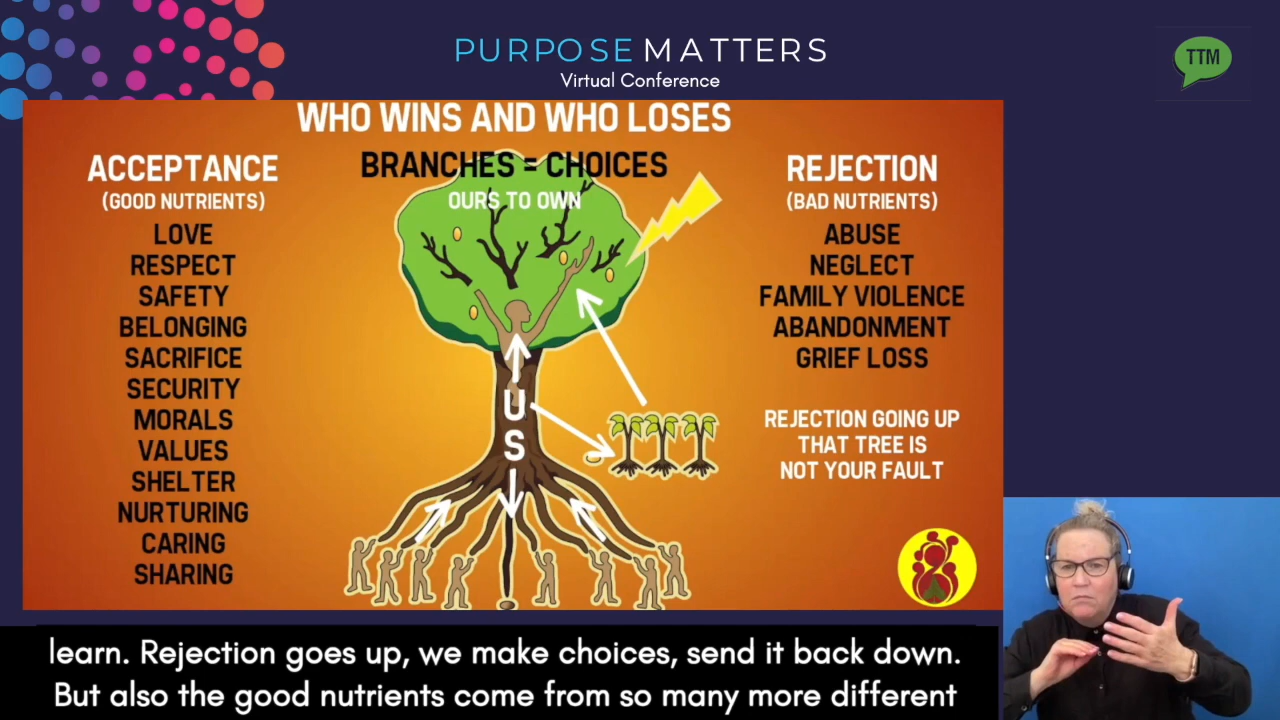 PURPOSE MATTERS
Virtual Conference
TTM
WHO WINS AND WHO LOSES
ACCEPTANCE
(GOOD NUTRIENTS)
LOVE
RESPECT
SAFETY
BELONGING
SACRIFICE
SECURITY
MORALS
VALUES
SHELTER
NURTURING
CARING
SHARING
BRANCHES = CHOICES
OURS TO OWN
US
REJECTION
(BAD NUTRIENTS)
ABUSE
NEGLECT
FAMILY VIOLENCE
ABANDONMENT
GRIEF LOSS
REJECTION GOING UP
THAT TREE IS
NOT YOUR FAULT
learn. Rejection goes up, we make choices, send it back down.
But also the good nutrients come from so many more different